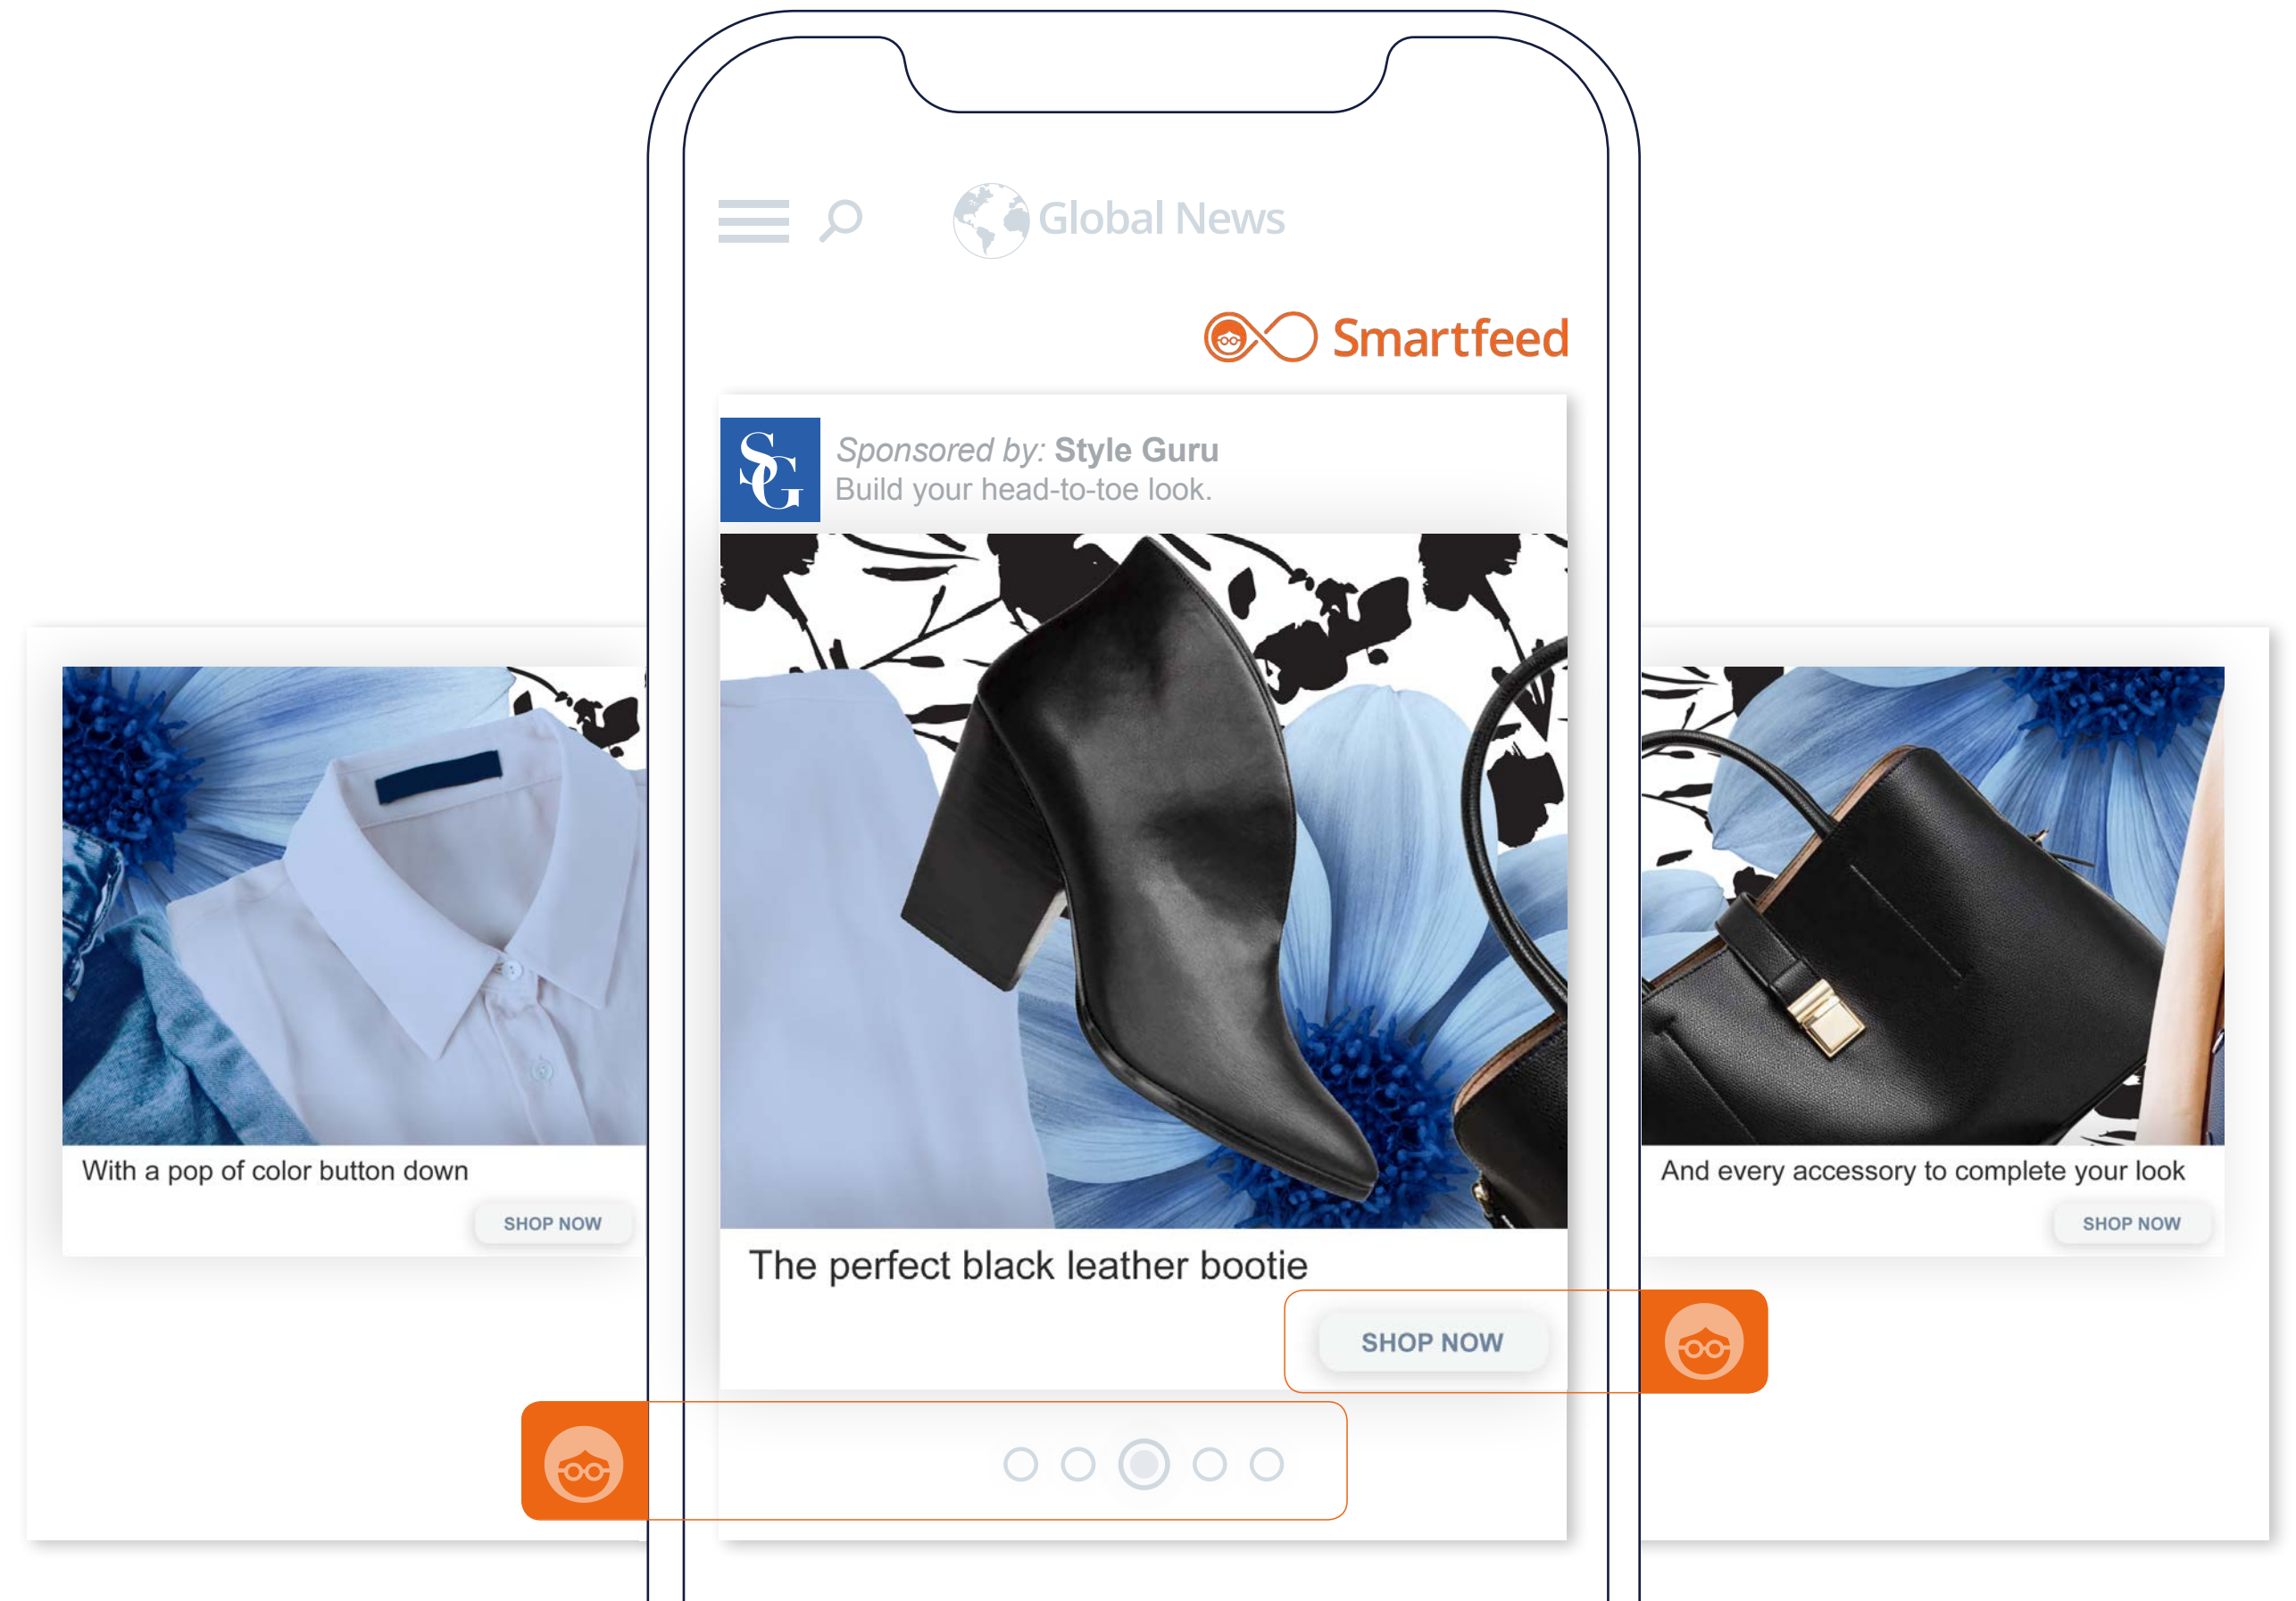 Global News
Smartfeed
SG
Sponsored by: Style Guru
Build your head-to-toe look.
With a pop of color button down
SHOP NOW
The perfect black leather bootie
SHOP NOW
And every accessory to complete your look
SHOP NOW